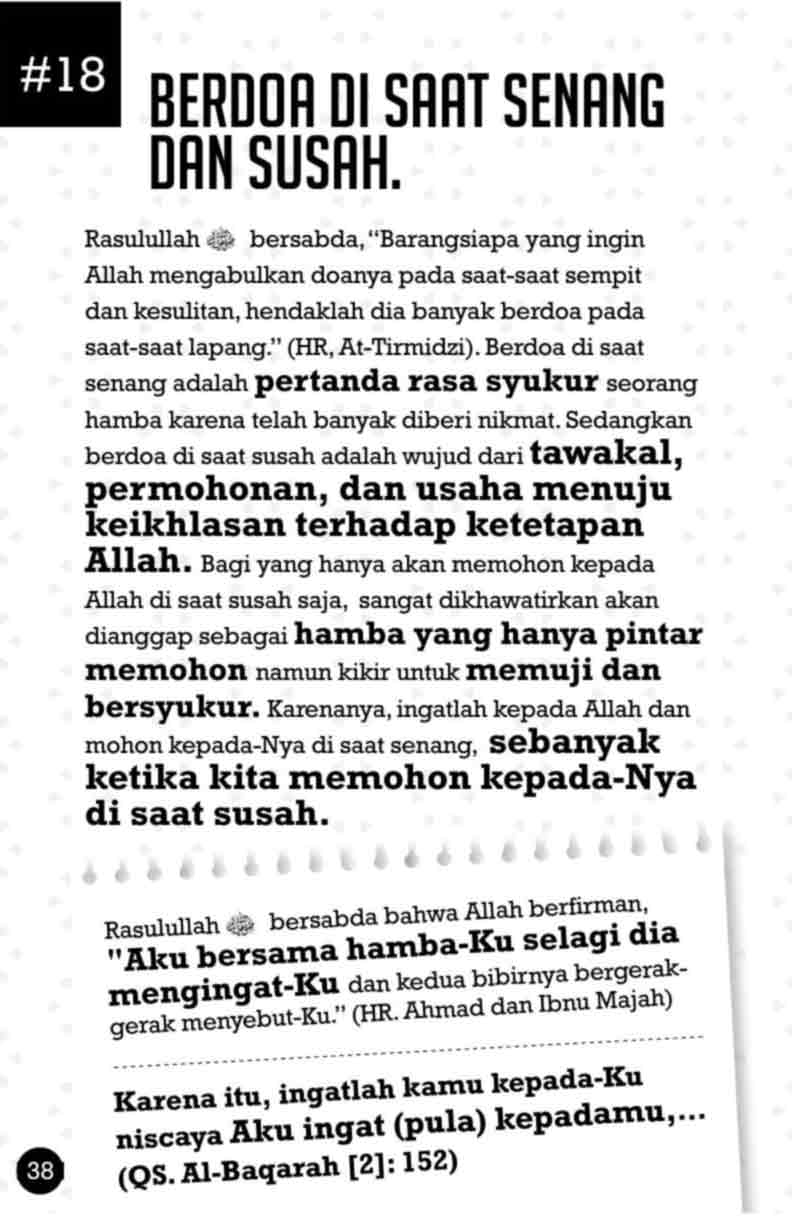 #18
BERDOA DI SAAT SENANG
DAN SUSAH.
Rasulullah ﷺ bersabda, “Barangsiapa yang ingin
Allah mengabulkan doanya pada saat-saat sempit
dan kesulitan, hendaklah dia banyak berdoa pada
saat-saat lapang.” (HR, At-Tirmidzi). Berdoa di saat
senang adalah pertanda rasa syukur seorang
hamba karena telah banyak diberi nikmat. Sedangkan
berdoa di saat susah adalah wujud dari tawakal,
permohonan, dan usaha menuju
keikhlasan terhadap ketetapan
Allah. Bagi yang hanya akan memohon kepada
Allah di saat susah saja, sangat dikhawatirkan akan
dianggap sebagai hamba yang hanya pintar
memohon namun kikir untuk memuji dan
bersyukur. Karenanya, ingatlah kepada Allah dan
mohon kepada-Nya di saat senang, sebanyak
ketika kita memohon kepada-Nya
di saat susah.
Rasulullah ﷺ bersabda bahwa Allah berfirman,
"Aku bersama hamba-Ku selagi dia
mengingat-Ku dan kedua bibirnya bergerak-
gerak menyebut-Ku.” (HR. Ahmad dan Ibnu Majah)
Karena itu, ingatlah kamu kepada-Ku
niscaya Aku ingat (pula) kepadamu,...
(QS. Al-Baqarah [2]: 152)
38